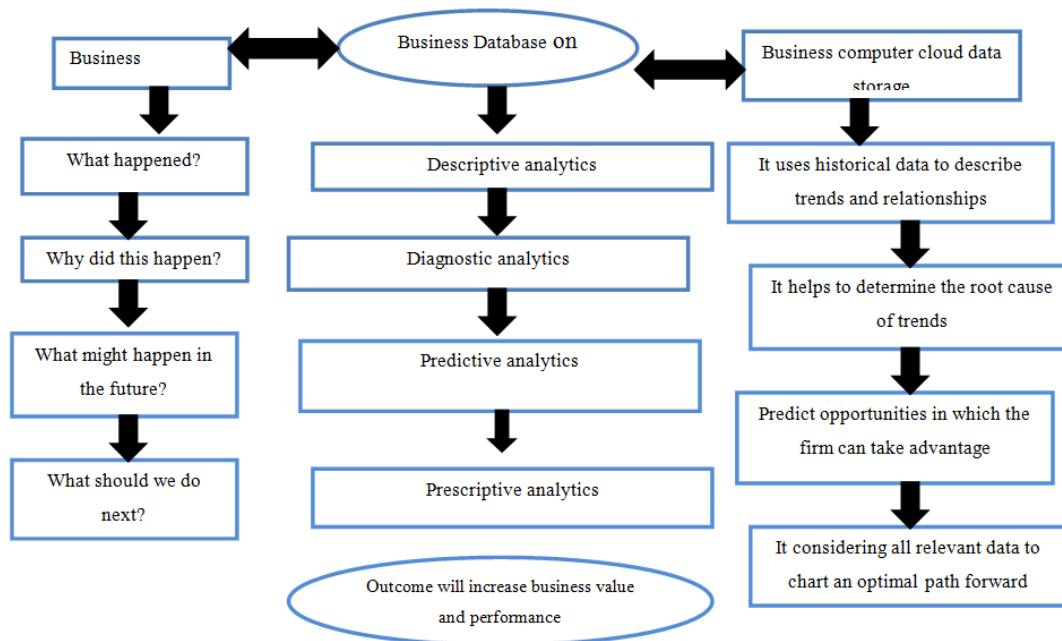 Business
Business Database on
Business computer cloud data
storage
What happened?
Descriptive analytics
It uses historical data to describe
trends and relationships
Why did this happen?
Diagnostic analytics
It helps to determine the root cause
of trends
What might happen in
the future?
Predictive analytics
Predict opportunities in which the
firm can take advantage
What should we do
next?
Prescriptive analytics
It considering all relevant data to
chart an optimal path forward
Outcome will increase business value
and performance